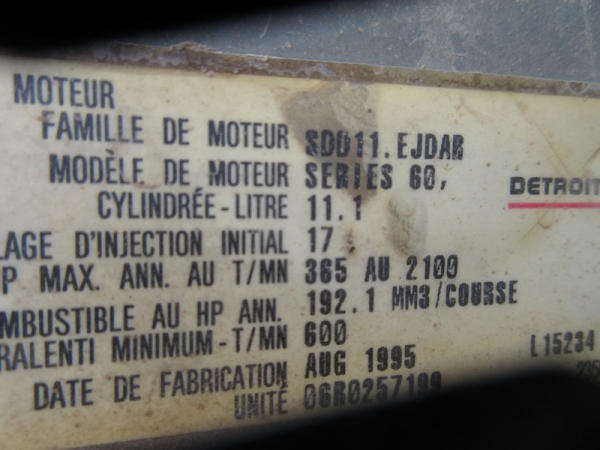 MOTEUR
FAMILLE DE MOTEUR SDD11.EJDAR
MODÈLE DE MOTEUR SERIES 60,
DETROIT
CYLINDRÉE-LITRE 11.1
LAGE D'INJECTION INITIAL 17
P MAX. ANN. AU T/MN 365 AU 2100
MBUSTIBLE AU HP ANN. 192.1 MM3/COURSE
RALENTI MINIMUM-T/MN 600
L15234
DATE DE FABRICATION AUG 1995
UNITÉ 06R0257199